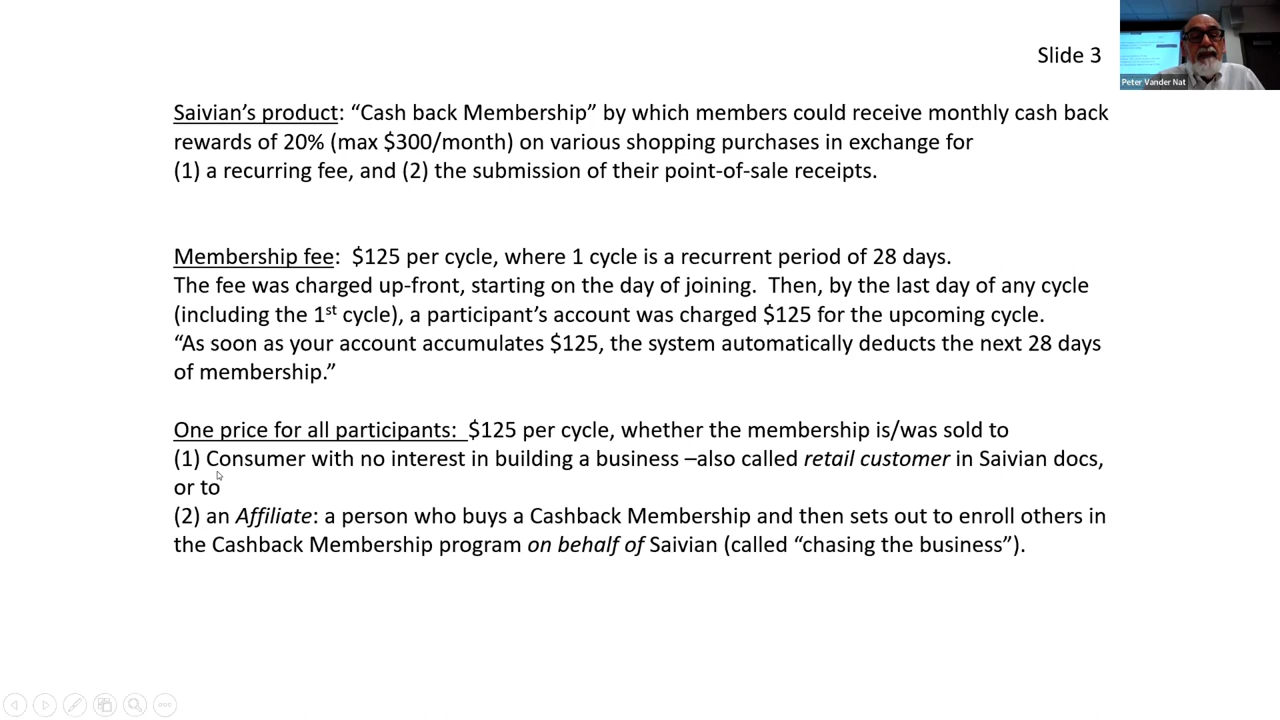 Slide 3
Peter Vander Nat
Saivian’s product: “Cash back Membership” by which members could receive monthly cash back
rewards of 20% (max $300/month) on various shopping purchases in exchange for
(1) a recurring fee, and (2) the submission of their point-of-sale receipts.
Membership fee:  $125 per cycle, where 1 cycle is a recurrent period of 28 days.
The fee was charged up-front, starting on the day of joining.  Then, by the last day of any cycle
(including the 1st cycle), a participant’s account was charged $125 for the upcoming cycle.
“As soon as your account accumulates $125, the system automatically deducts the next 28 days
of membership.”
One price for all participants:  $125 per cycle, whether the membership is/was sold to
(1) Consumer with no interest in building a business –also called retail customer in Saivian docs,
or to
(2) an Affiliate: a person who buys a Cashback Membership and then sets out to enroll others in
the Cashback Membership program on behalf of Saivian (called “chasing the business”).